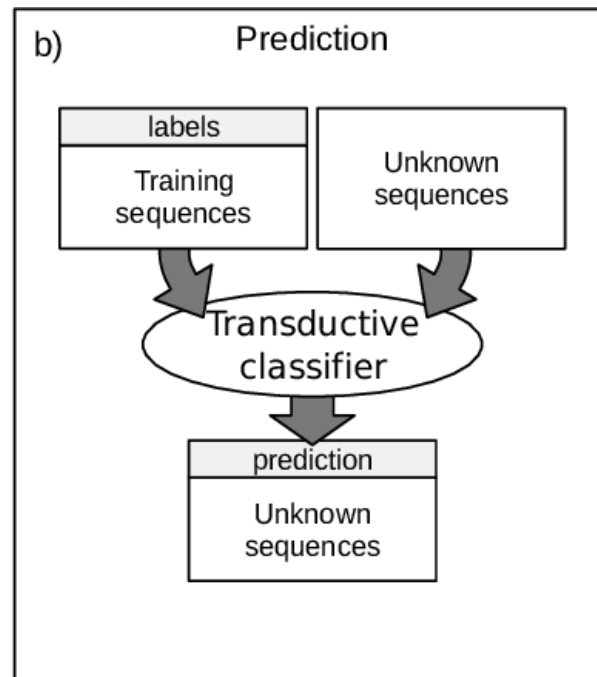 b)
Prediction
labels
Training
sequences
Unknown
sequences
Transductive
classifier
prediction
Unknown
sequences